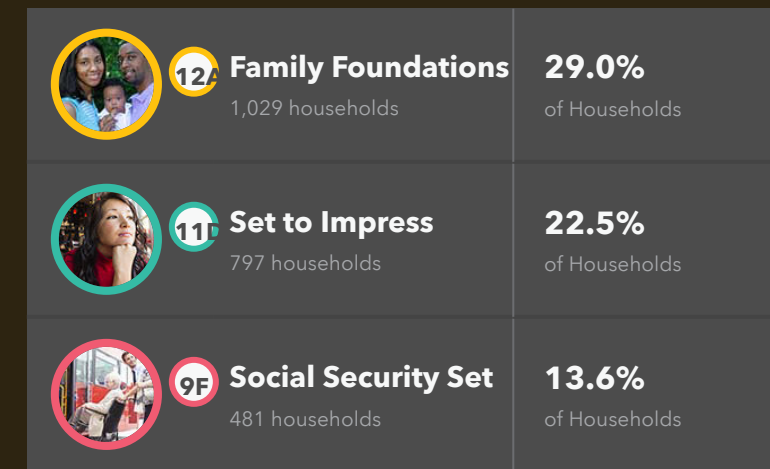 12A Family Foundations 29.0%
1,029 households of Households
11D Set to Impress 22.5%
797 households of Households
9F Social Security Set 13.6%
481 households of Households